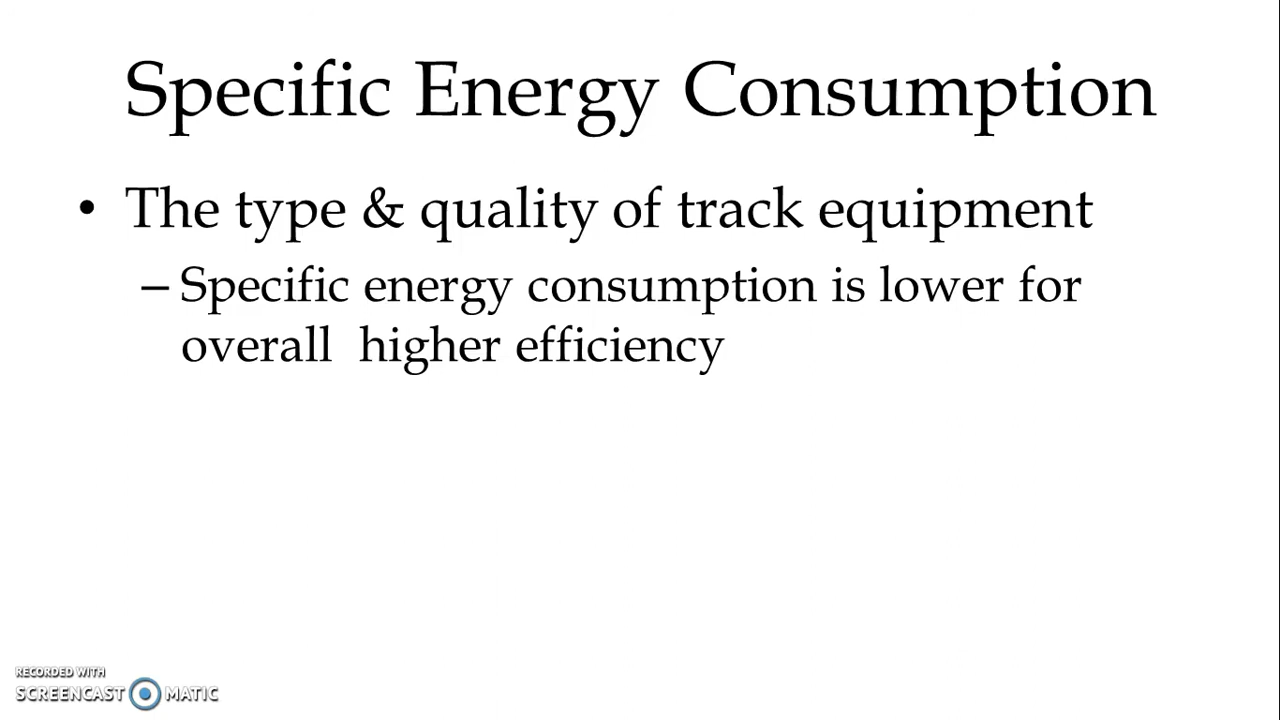 Specific Energy Consumption
• The type & quality of track equipment
– Specific energy consumption is lower for
overall higher efficiency
RECORDED WITH
SCREENCAST MATIC